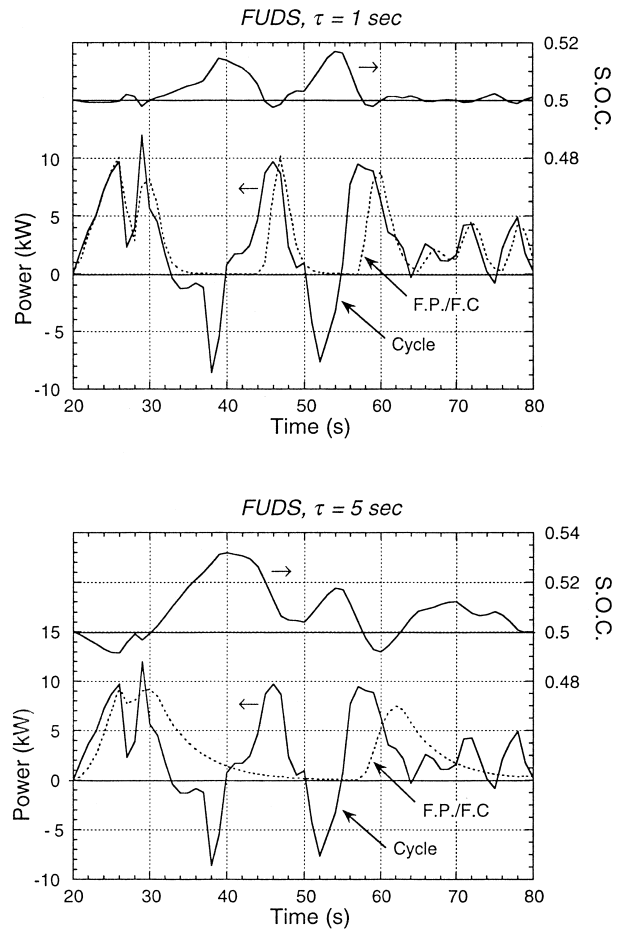 FUDS, τ = 1 sec
0.52
0.5
0.48
S.O.C.
10
5
0
-5
-10
Power (kW)
F.P./F.C
Cycle
20 30 40 50 60 70 80
Time (s)
FUDS, τ = 5 sec
0.54
0.52
0.5
0.48
S.O.C.
15
10
5
0
-5
-10
Power (kW)
F.P./F.C
Cycle
20 30 40 50 60 70 80
Time (s)